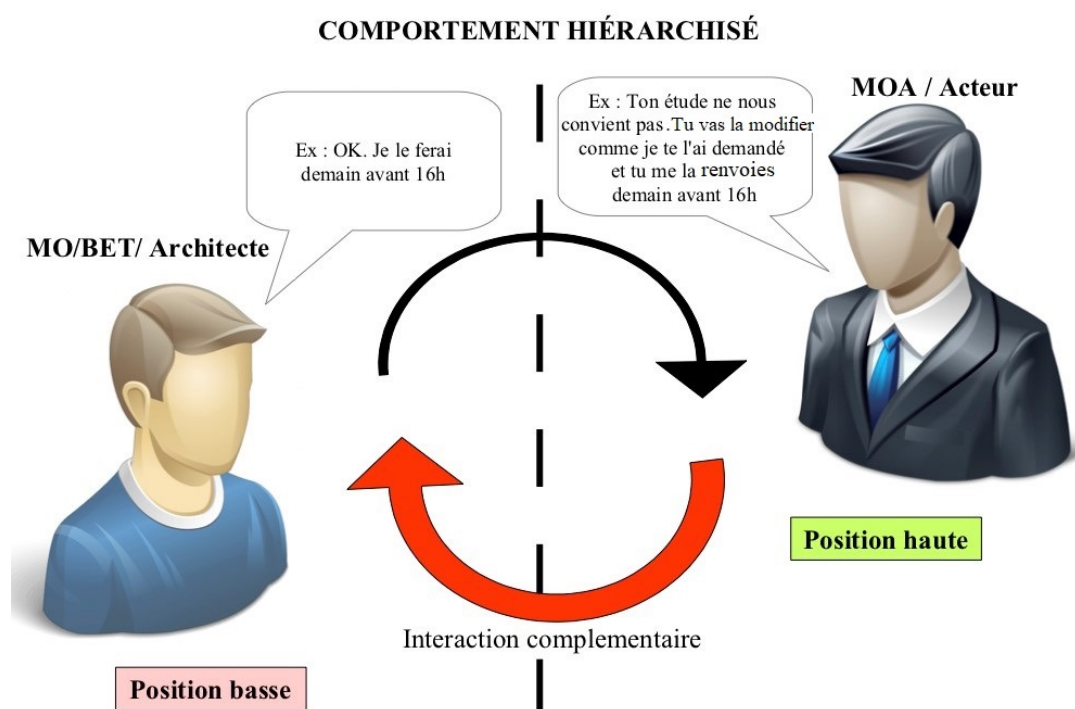 COMPORTEMENT HIÉRARCHISÉ
MOA / Acteur
Ex : Ton étude ne nous
convient pas.Tu vas la modifier
comme je te l'ai demandé
et tu me la renvoies
demain avant 16h
Ex : OK. Je le ferai
demain avant 16h
MO/BET/ Architecte
Position haute
Interaction complementaire
Position basse